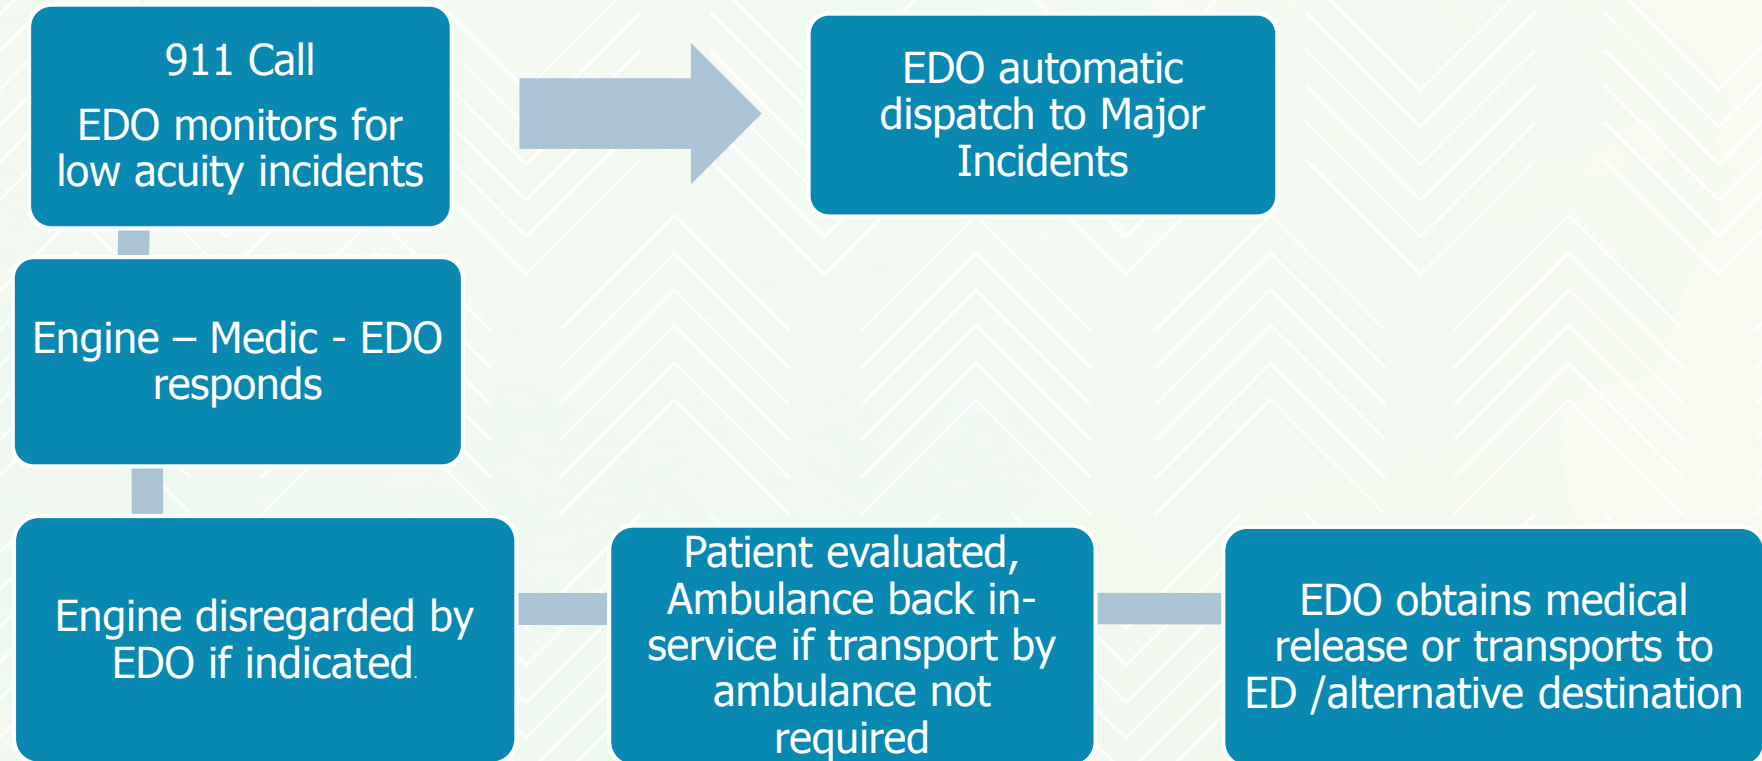 911 Call
EDO monitors for
low acuity incidents
EDO automatic
dispatch to Major
Incidents
Engine – Medic - EDO
responds
Engine disregarded by
EDO if indicated.
Patient evaluated,
Ambulance back in-
service if transport by
ambulance not
required
EDO obtains medical
release or transports to
ED /alternative destination